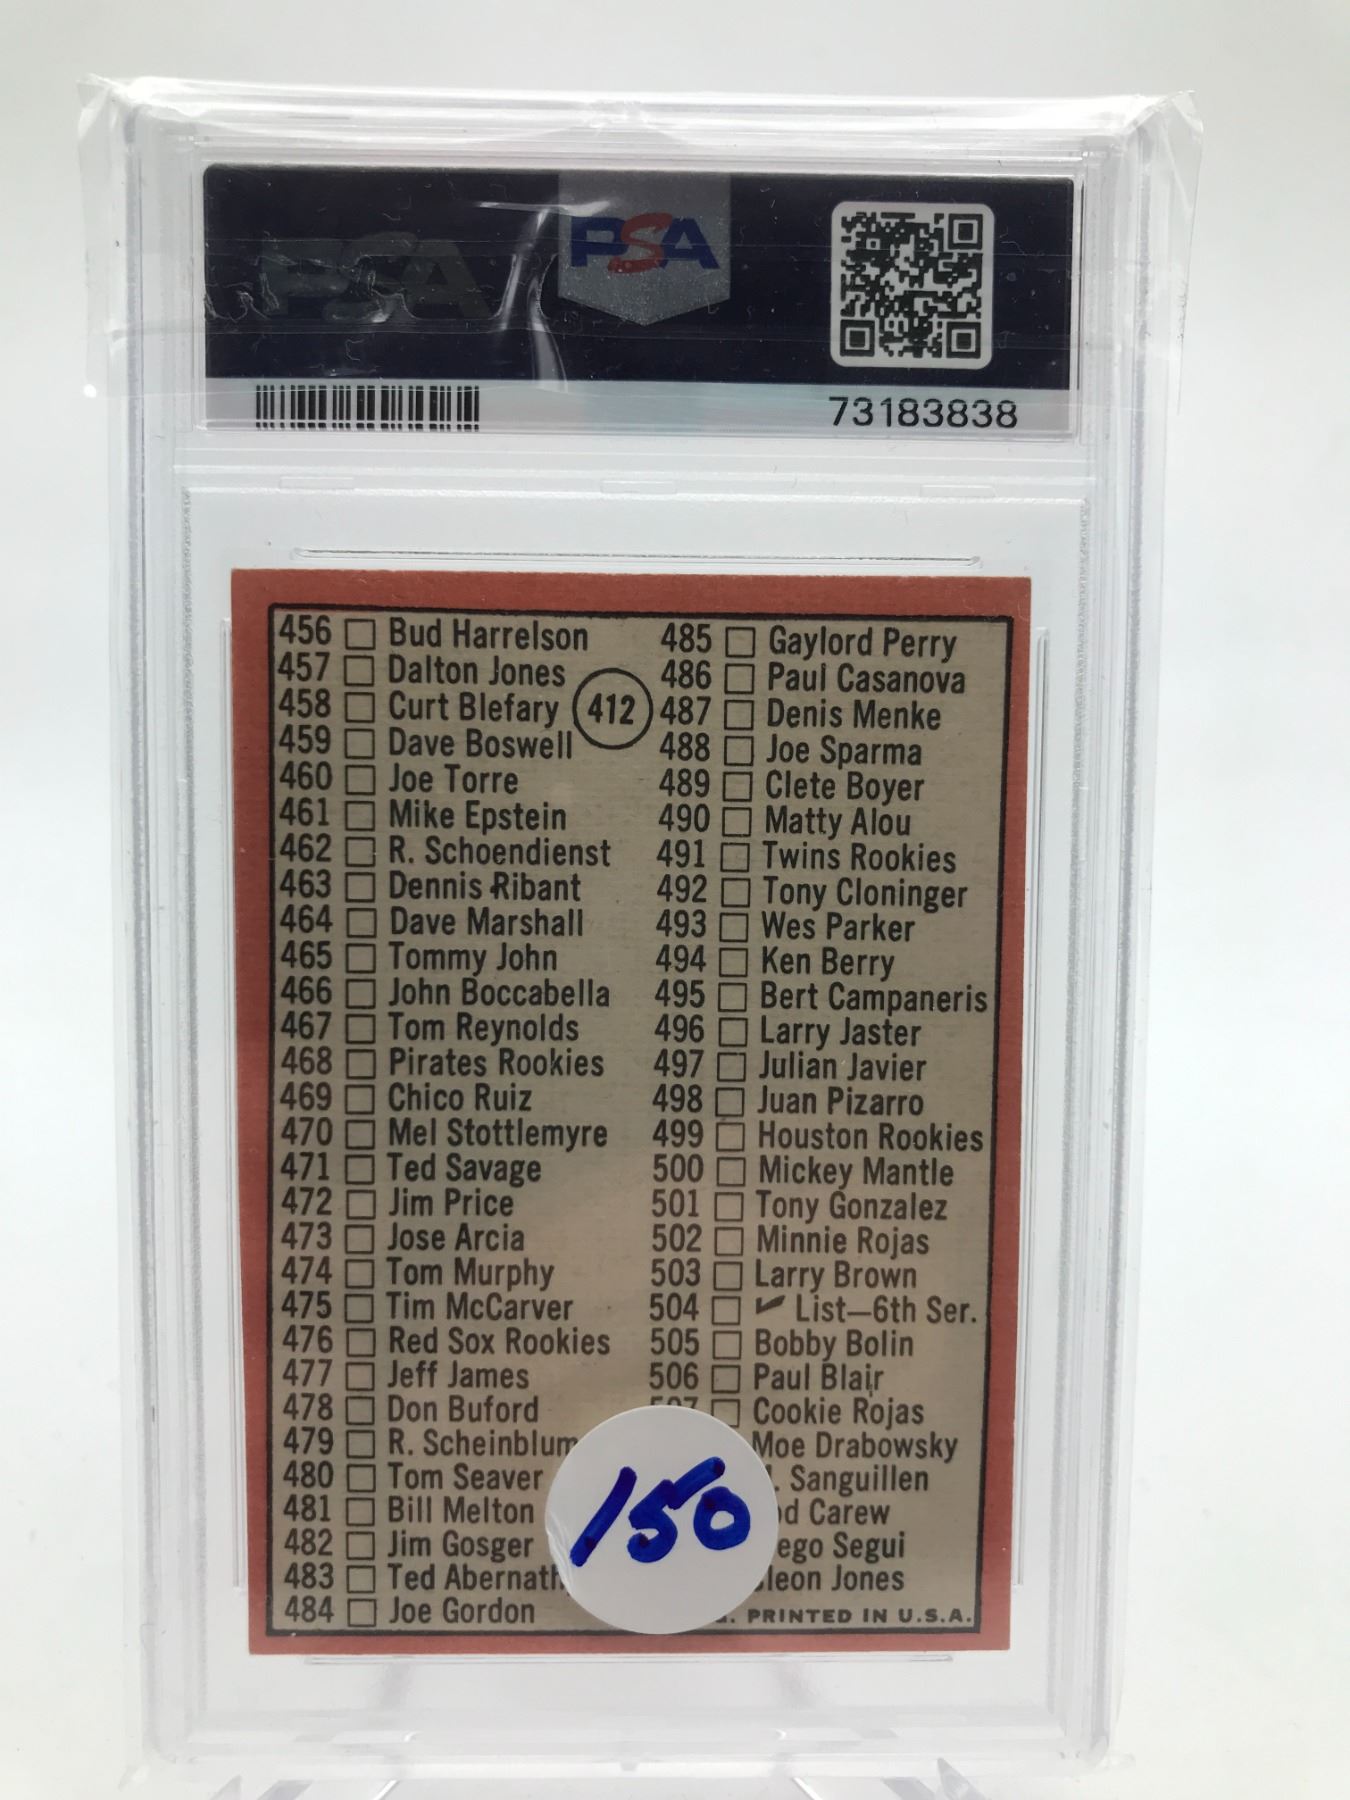 PSA
PSA
73183838
456 Bud Harrelson
457 Dalton Jones
458 Curt Blefary
459 Dave Boswell
460 Joe Torre
461 Mike Epstein
462 R. Schoendienst
463 Dennis Ribant
464 Dave Marshall
465 Tommy John
466 John Boccabella
467 Tom Reynolds
468 Pirates Rookies
469 Chico Ruiz
470 Mel Stottlemyre
471 Ted Savage
472 Jim Price
473 Jose Arcia
474 Tom Murphy
475 Tim McCarver
476 Red Sox Rookies
477 Jeff James
478 Don Buford
479 R. Scheinblum
480 Tom Seaver
481 Bill Melton
482 Jim Gosger
483 Ted Abernath
484 Joe Gordon
412
485 Gaylord Perry
486 Paul Casanova
487 Denis Menke
488 Joe Sparma
489 Clete Boyer
490 Matty Alou
491 Twins Rookies
492 Tony Cloninger
493 Wes Parker
494 Ken Berry
495 Bert Campaneris
496 Larry Jaster
497 Julian Javier
498 Juan Pizarro
499 Houston Rookies
500 Mickey Mantle
501 Tony Gonzalez
502 Minnie Rojas
503 Larry Brown
504 ✔ List—6th Ser.
505 Bobby Bolin
506 Paul Blair
507 Cookie Rojas
Moe Drabowsky
. Sanguillen
od Carew
iego Segui
leon Jones
. PRINTED IN U.S.A.
150